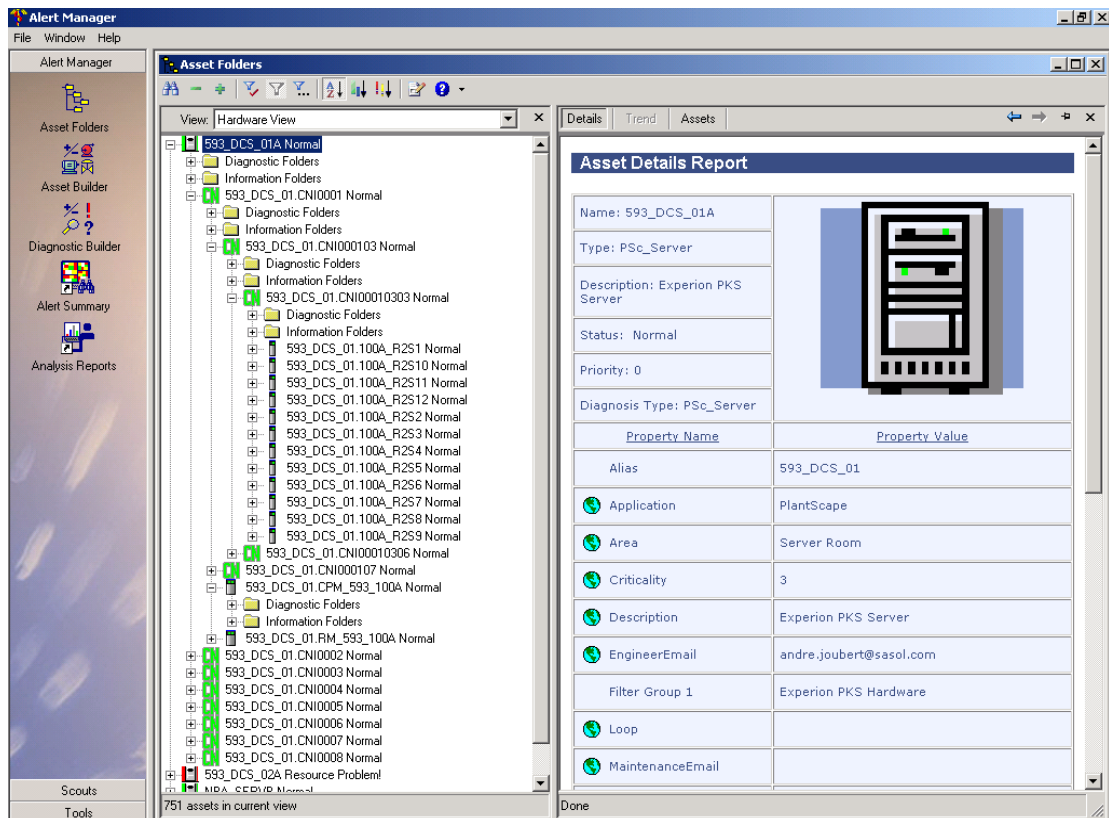 Alert Manager
File Window Help
Alert Manager
Asset Folders
Asset Builder
Diagnostic Builder
Alert Summary
Analysis Reports
Scouts
Tools
Asset Folders
View: Hardware View
593_DCS_01A Normal
Diagnostic Folders
Information Folders
593_DCS_01.CNI0001 Normal
Diagnostic Folders
Information Folders
593_DCS_01.CNI000103 Normal
Diagnostic Folders
Information Folders
593_DCS_01.CNI00010303 Normal
Diagnostic Folders
Information Folders
593_DCS_01.100A_R2S1 Normal
593_DCS_01.100A_R2S10 Normal
593_DCS_01.100A_R2S11 Normal
593_DCS_01.100A_R2S12 Normal
593_DCS_01.100A_R2S2 Normal
593_DCS_01.100A_R2S3 Normal
593_DCS_01.100A_R2S4 Normal
593_DCS_01.100A_R2S5 Normal
593_DCS_01.100A_R2S6 Normal
593_DCS_01.100A_R2S7 Normal
593_DCS_01.100A_R2S8 Normal
593_DCS_01.100A_R2S9 Normal
593_DCS_01.CNI00010306 Normal
593_DCS_01.CNI000107 Normal
593_DCS_01.CPM_593_100A Normal
Diagnostic Folders
Information Folders
593_DCS_01.RM_593_100A Normal
593_DCS_01.CNI0002 Normal
593_DCS_01.CNI0003 Normal
593_DCS_01.CNI0004 Normal
593_DCS_01.CNI0005 Normal
593_DCS_01.CNI0006 Normal
593_DCS_01.CNI0007 Normal
593_DCS_01.CNI0008 Normal
593_DCS_02A Resource Problem!
751 assets in current view
Details Trend Assets
Asset Details Report
Name: 593_DCS_01A
Type: PSc_Server
Description: Experion PKS
Server
Status: Normal
Priority: 0
Diagnosis Type: PSc_Server
Property Name Property Value
Alias 593_DCS_01
Application PlantScape
Area Server Room
Criticality 3
Description Experion PKS Server
EngineerEmail andre.joubert@sasol.com
Filter Group 1 Experion PKS Hardware
Loop
MaintenanceEmail
Done